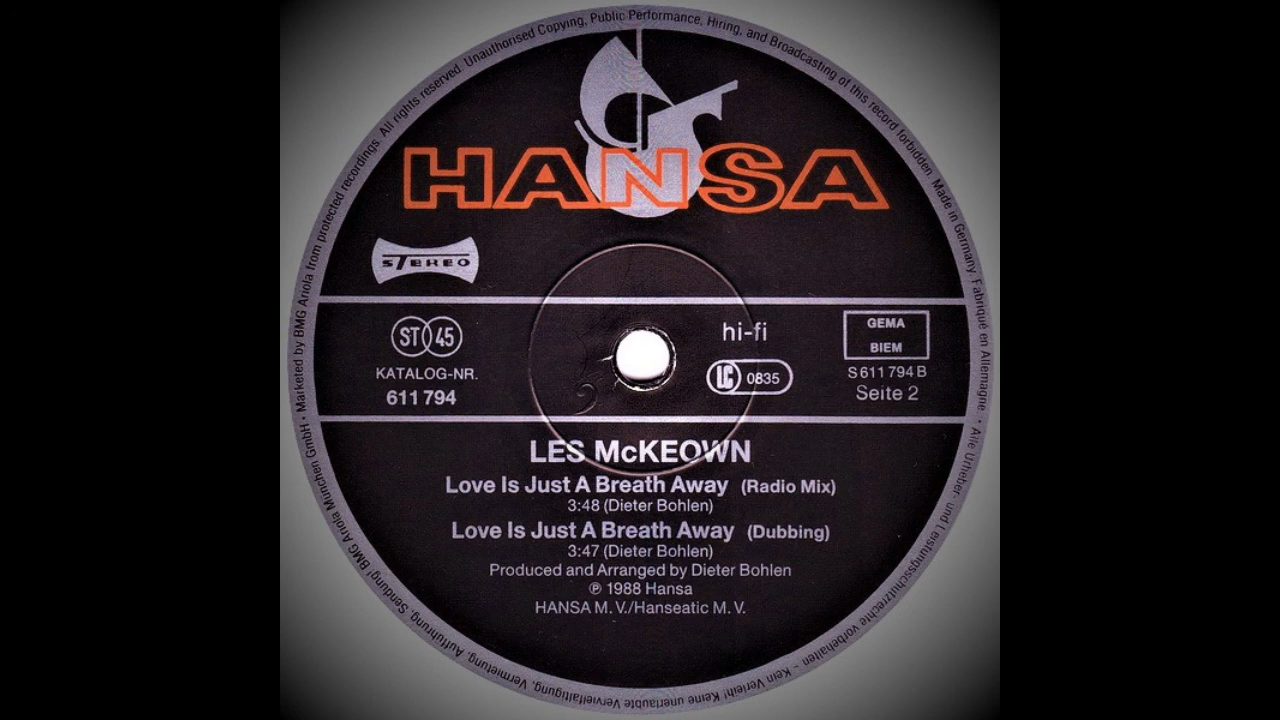 Unauthorised Copying, Public Performance, Hiring, and Broadcasting of this record forbidden. Made in Germany. Fabriqué en Allemagne • Alle Urheber- und Leistungsschutzrechte vorbehalten – Kein Verleih! Keine unerlaubte Vervielfältigung, Vermietung, Aufführung, Sendung! BMG Ariola München GmbH • Marketed by BMG Ariola from protected recordings. All rights reserved.
HANSA
STEREO
ST 45
KATALOG-NR.
611 794
hi-fi
LC 0835
GEMA
BIEM
S 611 794 B
Seite 2
LES McKEOWN
Love Is Just A Breath Away (Radio Mix)
3:48 (Dieter Bohlen)
Love Is Just A Breath Away (Dubbing)
3:47 (Dieter Bohlen)
Produced and Arranged by Dieter Bohlen
℗ 1988 Hansa
HANSA M. V./Hanseatic M. V.